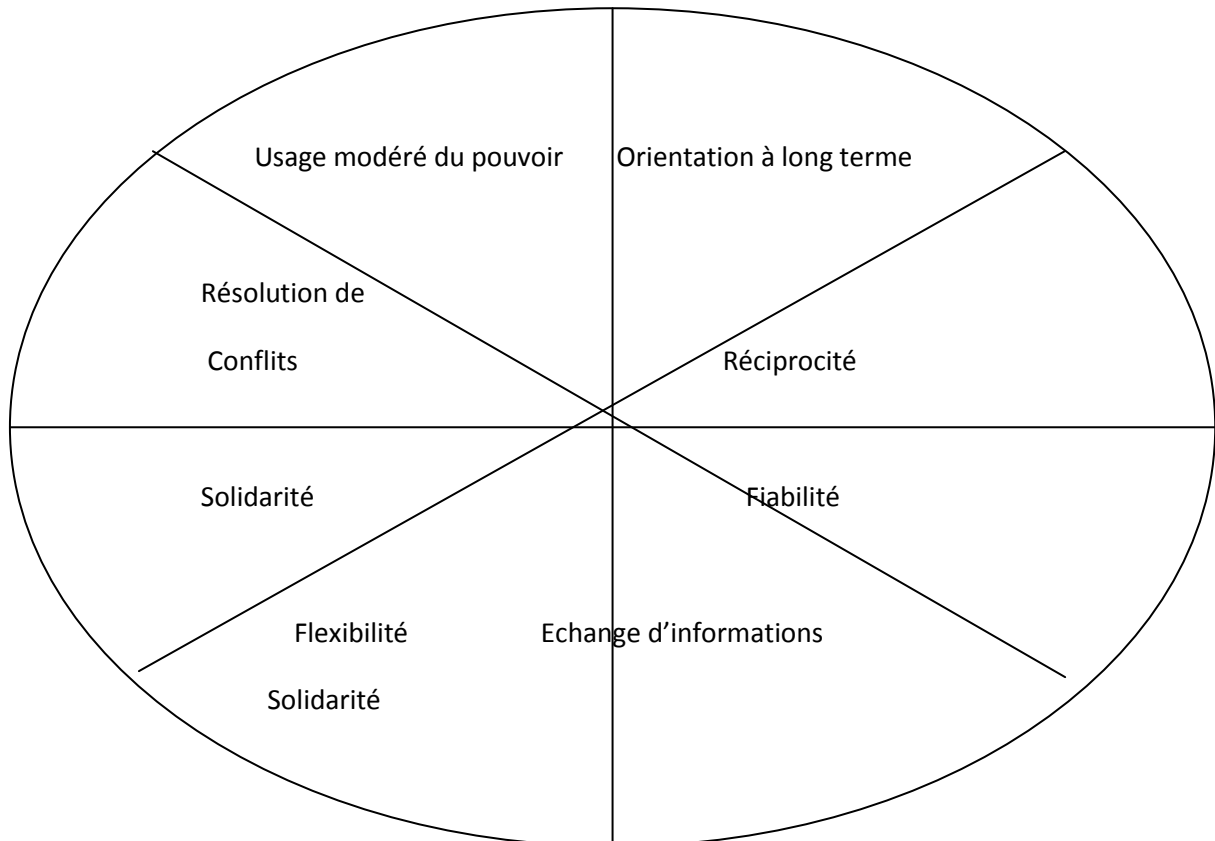 Usage modéré du pouvoir
Orientation à long terme
Résolution de
Conflits
Réciprocité
Solidarité
Fiabilité
Flexibilité
Echange d’informations
Solidarité